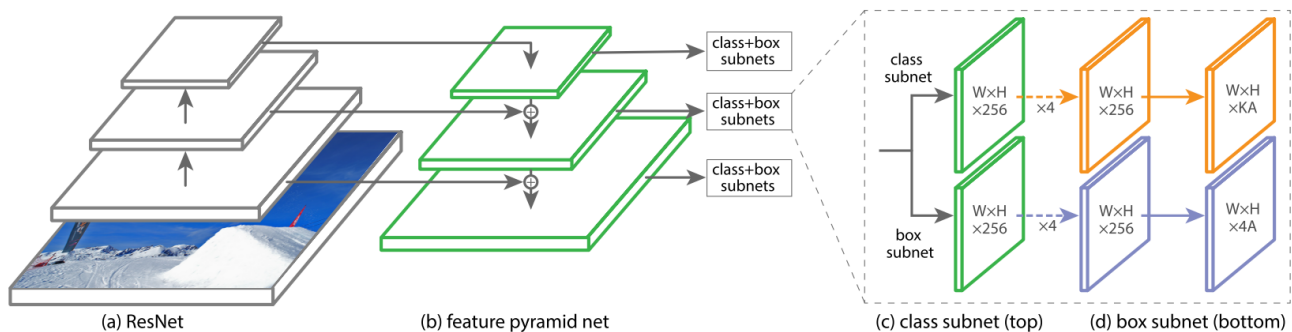 class+box
subnets
class+box
subnets
class+box
subnets
class
subnet
W×H
×256
×4
W×H
×256
W×H
×KA
box
subnet
W×H
×256
×4
W×H
×256
W×H
×4A
(a) ResNet
(b) feature pyramid net
(c) class subnet (top)
(d) box subnet (bottom)